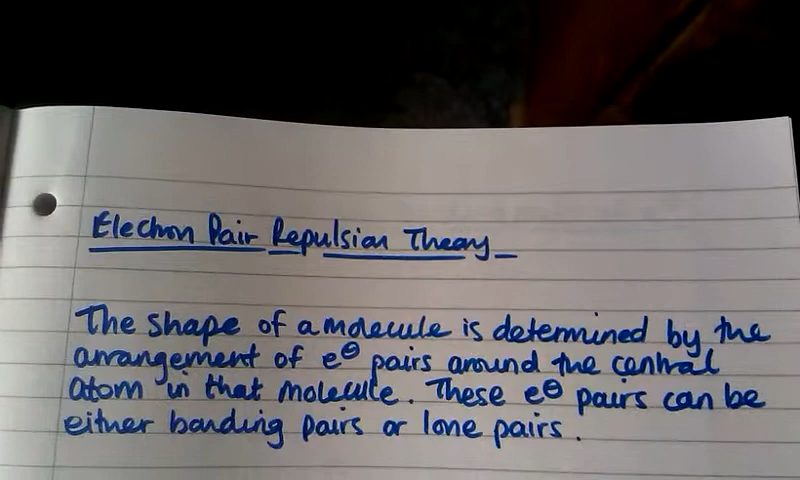 Electron Pair Repulsion Theory
The shape of a molecule is determined by the
arrangement of e⊖ pairs around the central
atom in that molecule. These e⊖ pairs can be
either bonding pairs or lone pairs.